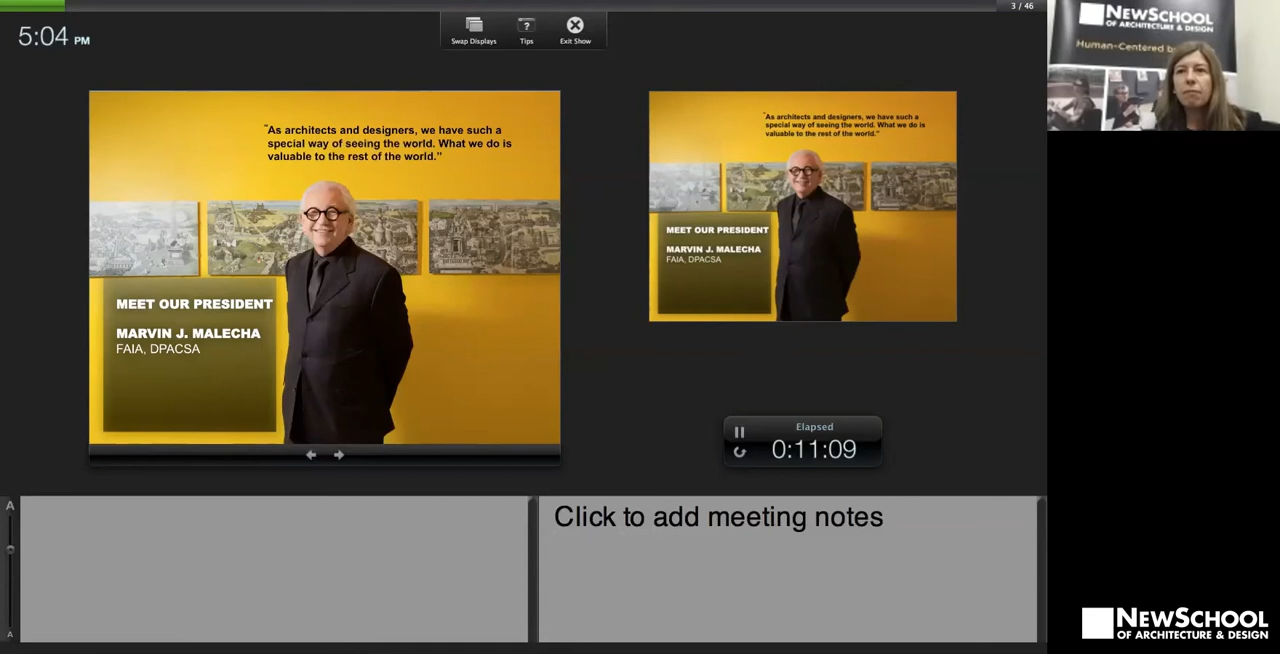 3 / 46
5:04 PM
Swap Displays
Tips
Exit Show
NEWSCHOOL
OF ARCHITECTURE & DESIGN
Human-Centered
"As architects and designers, we have such a
special way of seeing the world. What we do is
valuable to the rest of the world."
MEET OUR PRESIDENT
MARVIN J. MALECHA
FAIA, DPACSA
"As architects and designers, we have such a
special way of seeing the world. What we do is
valuable to the rest of the world."
MEET OUR PRESIDENT
MARVIN J. MALECHA
FAIA, DPACSA
Elapsed
0:11:09
A
A
Click to add meeting notes
NEWSCHOOL
OF ARCHITECTURE & DESIGN